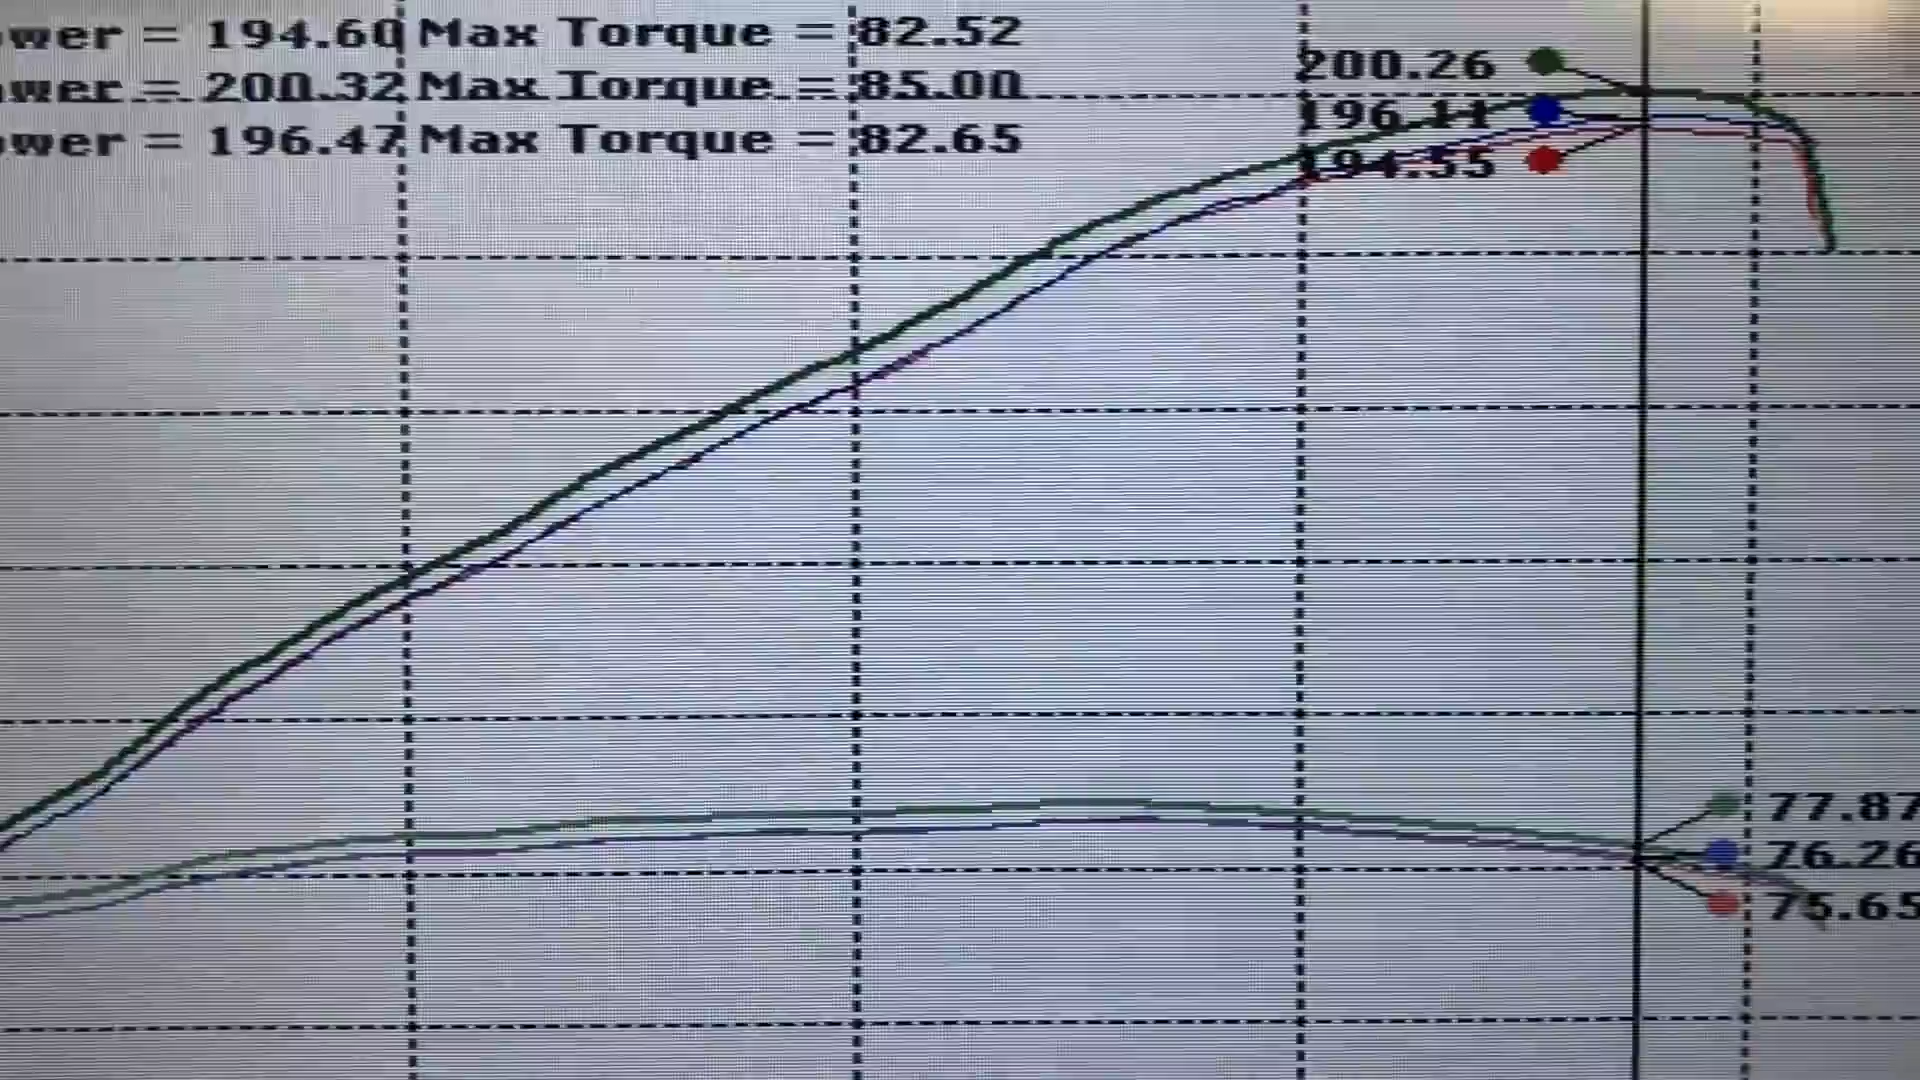 wer = 194.60 Max Torque = 82.52
wer = 200.32 Max Torque = 85.00
wer = 196.47 Max Torque = 82.65
200.26
196.11
194.55
77.87
76.26
75.65